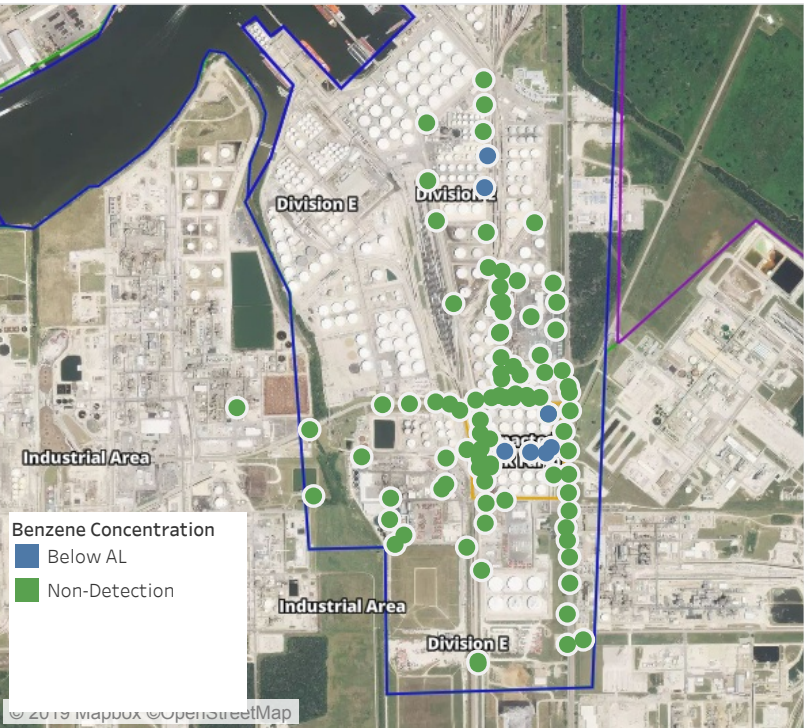 Division E
Division E
Industrial Area
Benzene Concentration
Below AL
Non-Detection
Industrial Area
Division E
© 2019 Mapbox ©OpenStreetMap